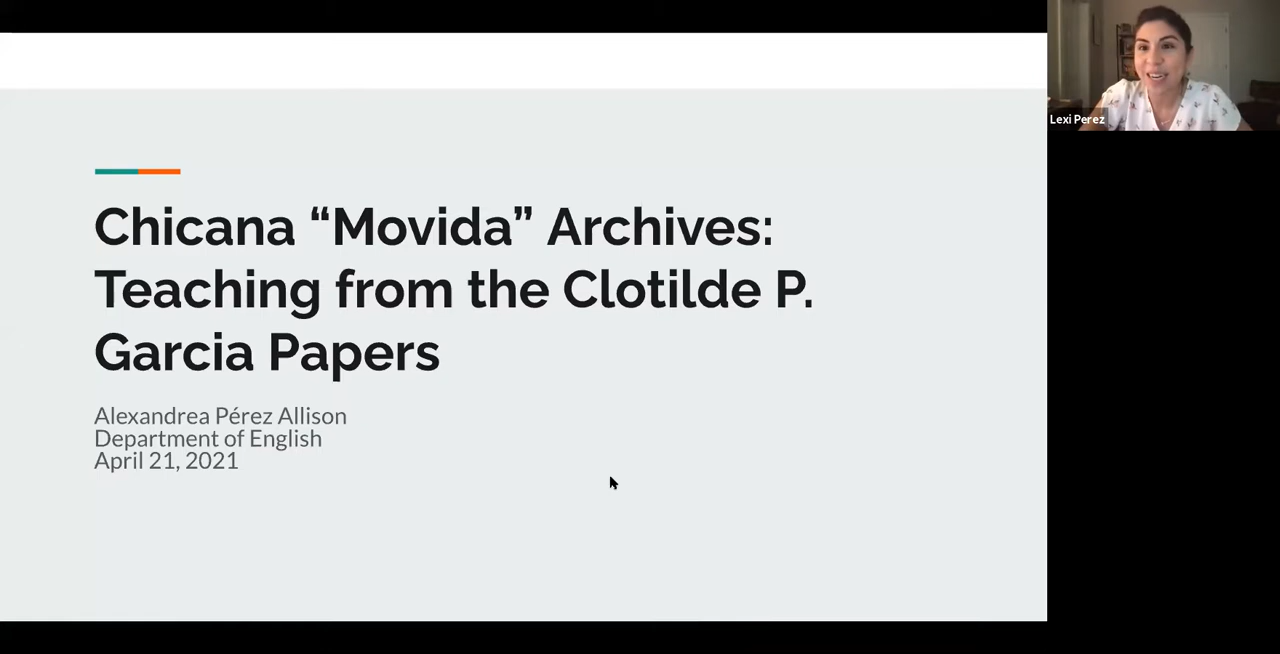 Chicana “Movida” Archives:
Teaching from the Clotilde P.
Garcia Papers
Alexandrea Pérez Allison
Department of English
April 21, 2021
Lexi Perez